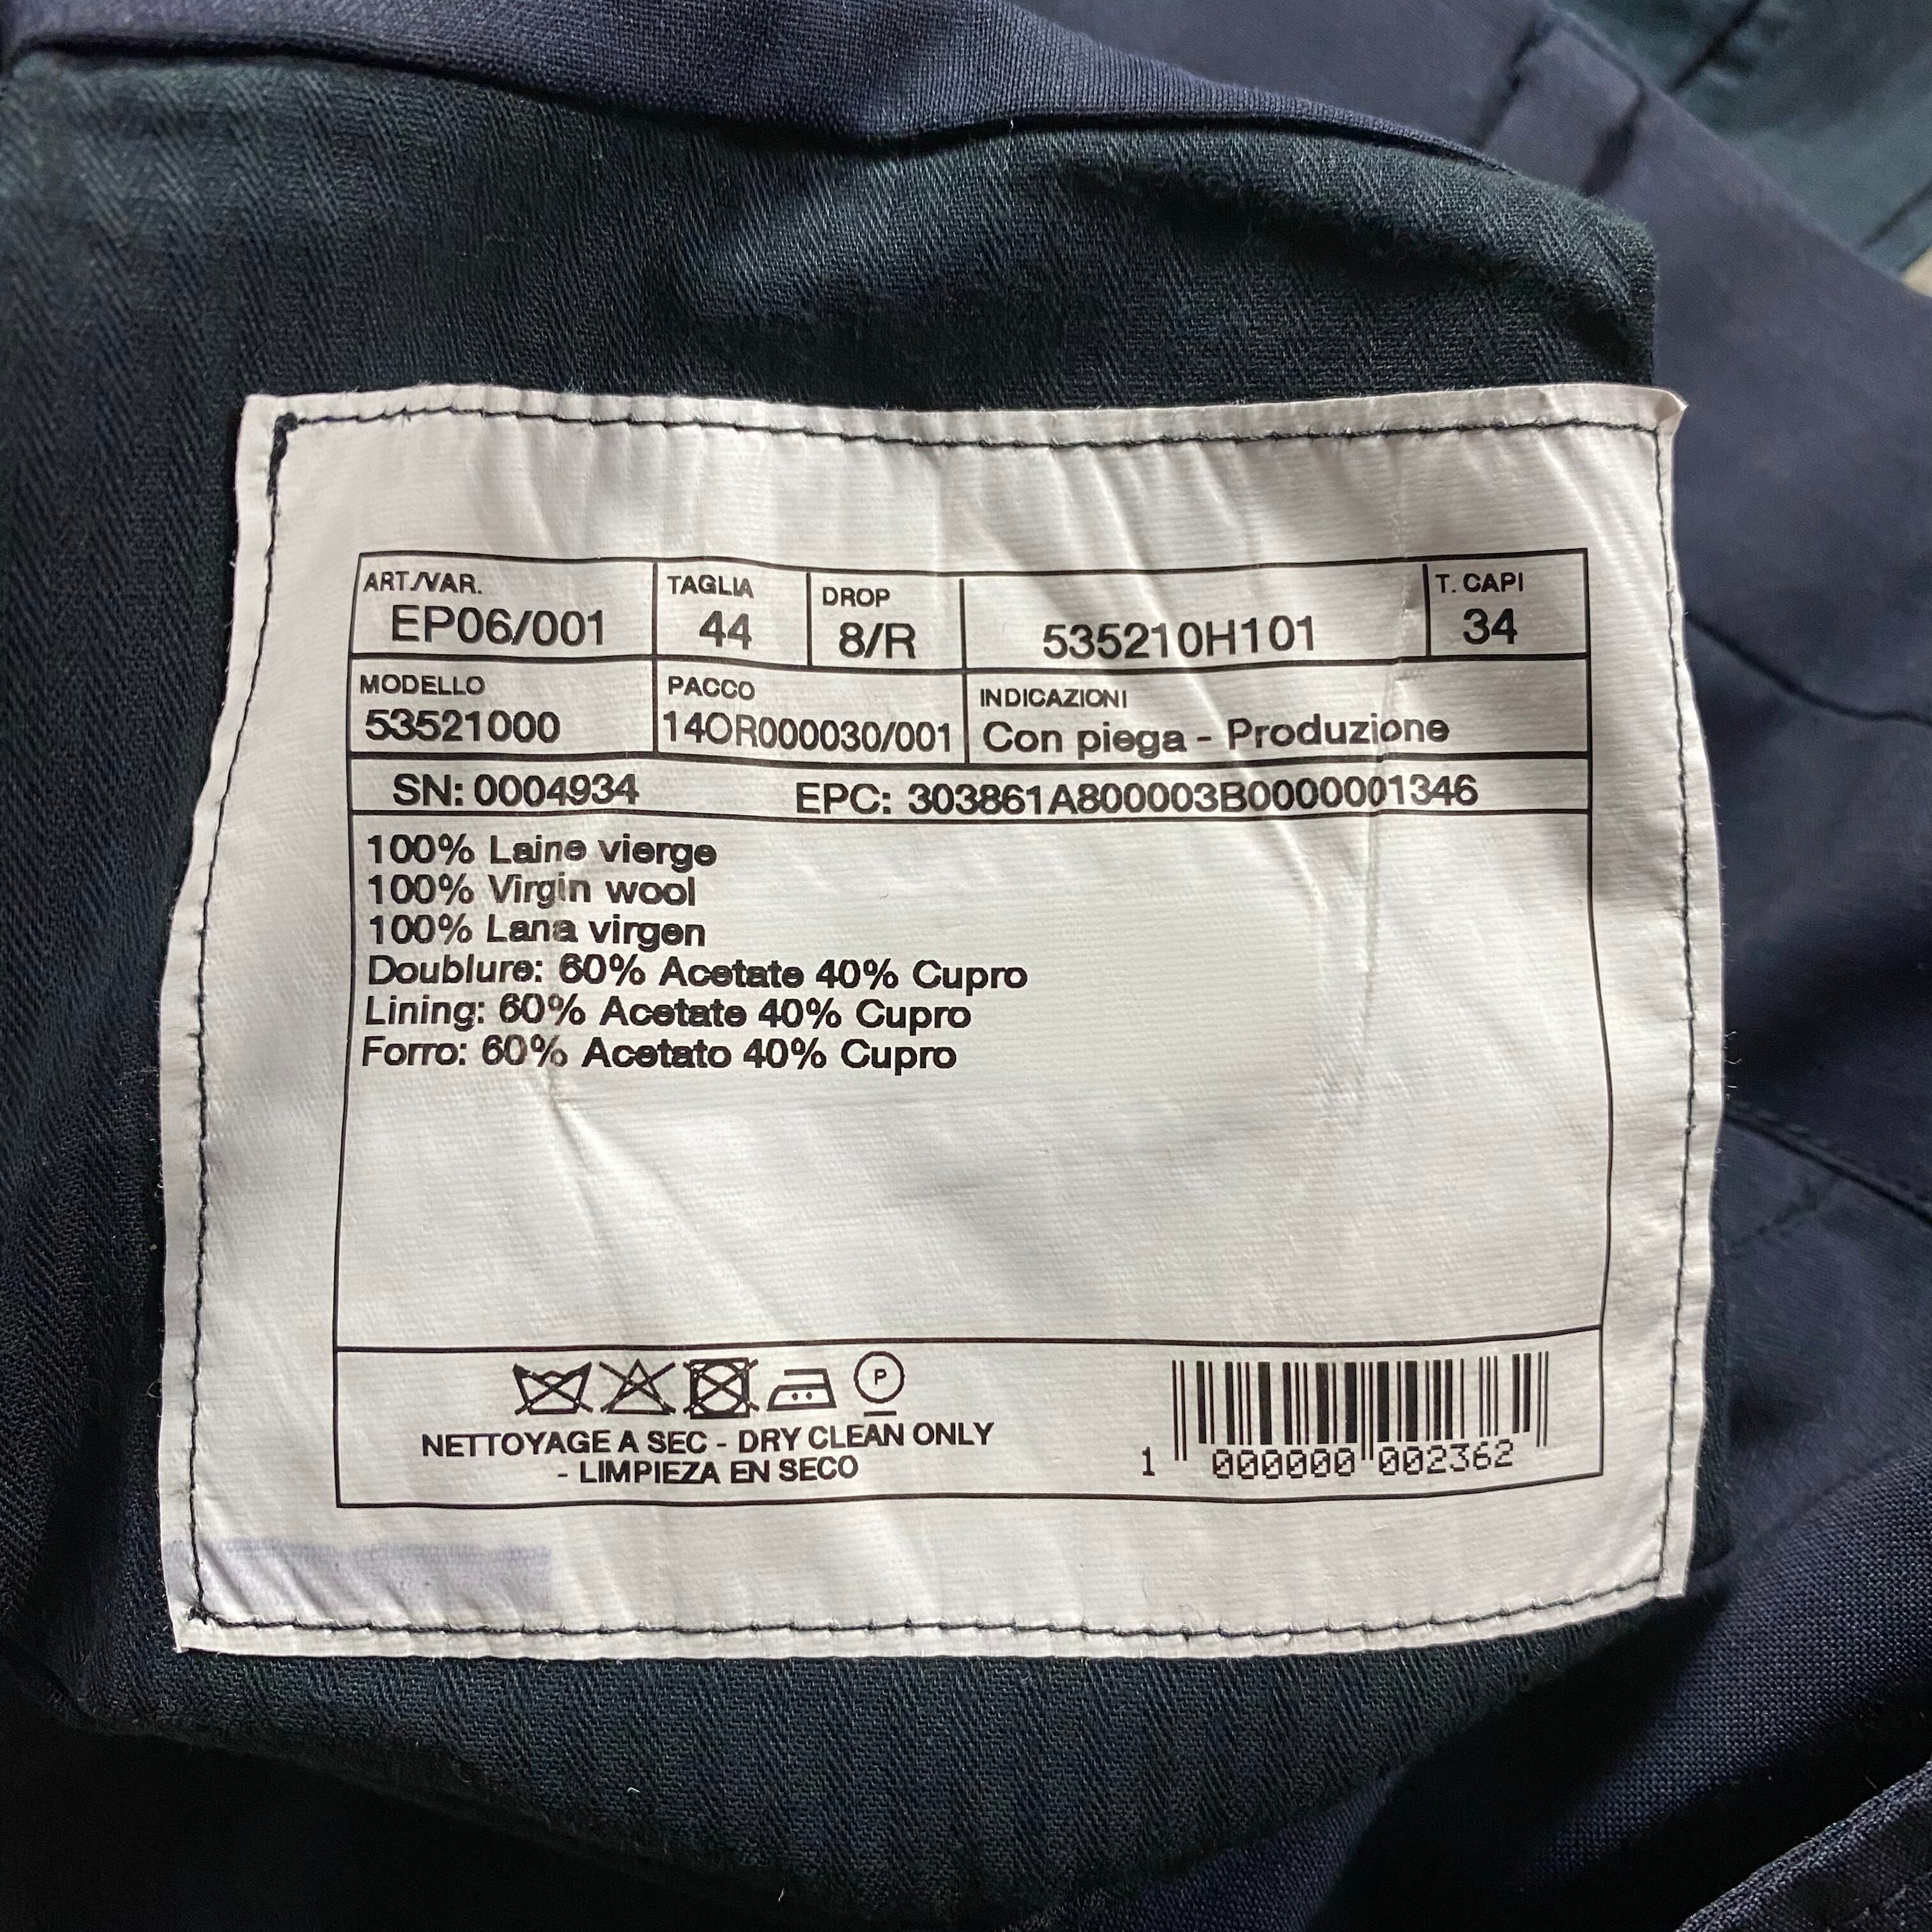 ART./VAR. TAGLIA DROP T. CAPI
EP06/001 44 8/R 535210H101 34
MODELLO PACCO INDICAZIONI
53521000 14OR000030/001 Con piega - Produzione
SN: 0004934 EPC: 303861A800003B0000001346
100% Laine vierge
100% Virgin wool
100% Lana virgen
Doublure: 60% Acetate 40% Cupro
Lining: 60% Acetate 40% Cupro
Forro: 60% Acetato 40% Cupro
P
NETTOYAGE A SEC - DRY CLEAN ONLY
- LIMPIEZA EN SECO
1 000000 002362